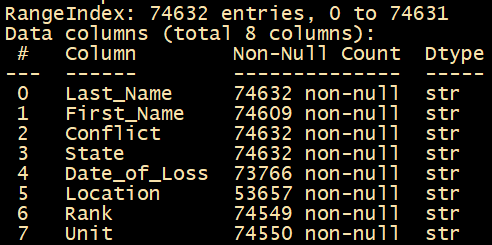 RangeIndex: 74632 entries, 0 to 74631
Data columns (total 8 columns):
 #   Column        Non-Null Count  Dtype
---  ------        --------------  -----
 0   Last_Name     74632 non-null  str
 1   First_Name    74609 non-null  str
 2   Conflict      74632 non-null  str
 3   State         74632 non-null  str
 4   Date_of_Loss  73766 non-null  str
 5   Location      53657 non-null  str
 6   Rank          74549 non-null  str
 7   Unit          74550 non-null  str